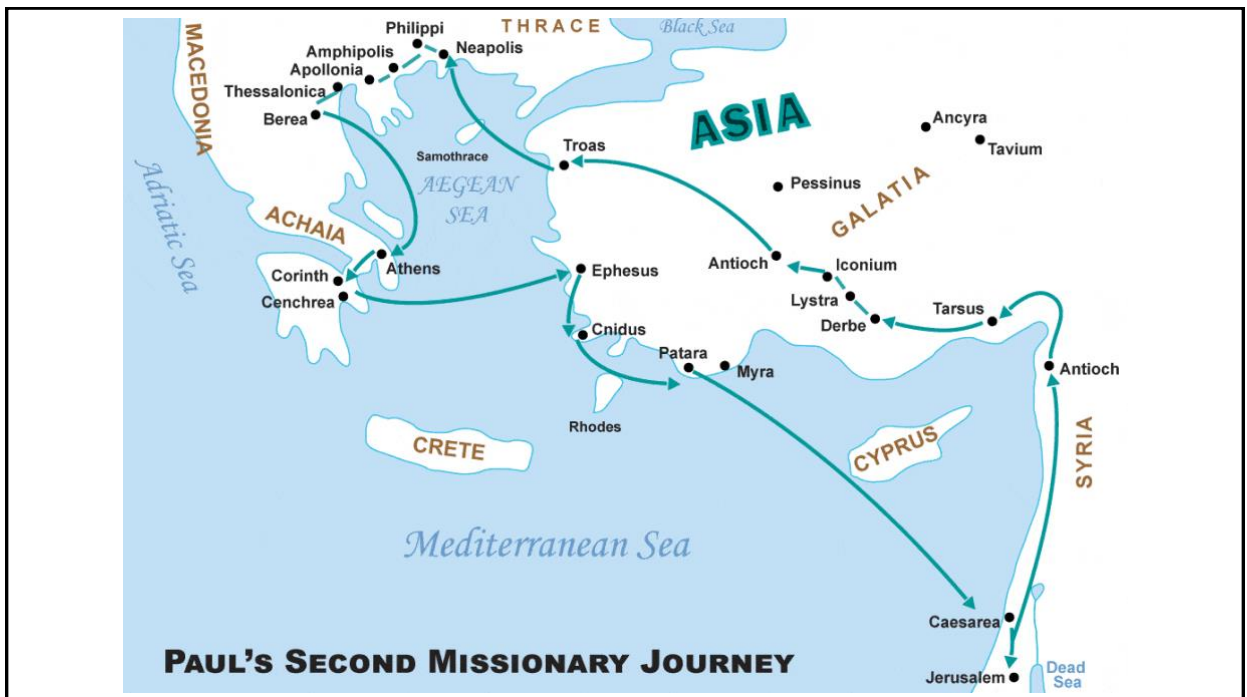 THRACE
Black Sea
Philippi
Neapolis
Amphipolis
Apollonia
Thessalonica
Berea
MACEDONIA
Adriatic Sea
Samothrace
AEGEAN
SEA
Troas
ASIA
Ancyra
Tavium
Pessinus
GALATIA
ACHAIA
Athens
Corinth
Cenchrea
Ephesus
Antioch
Iconium
Lystra
Derbe
Tarsus
Cnidus
Patara
Myra
Antioch
Rhodes
CRETE
CYPRUS
SYRIA
Mediterranean Sea
Caesarea
Jerusalem
Dead
Sea
PAUL'S SECOND MISSIONARY JOURNEY